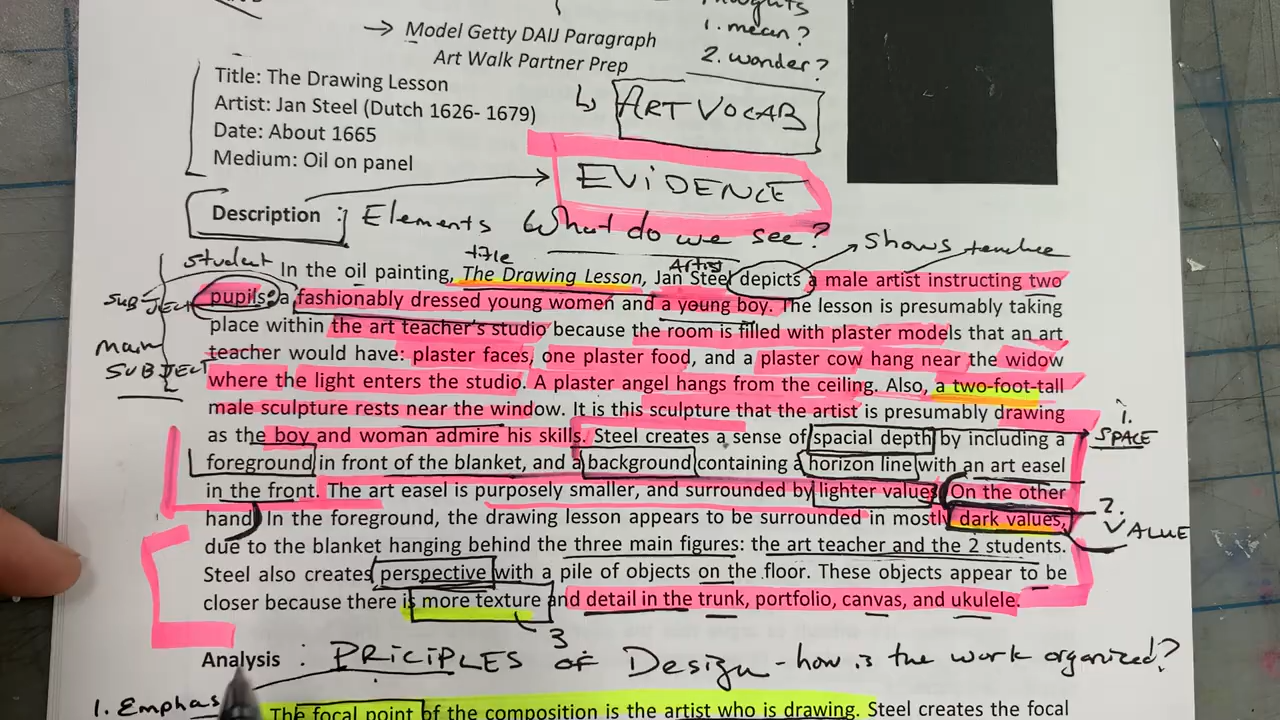 Thoughts
→ Model Getty DAIJ Paragraph
1. mean?
Art Walk Partner Prep
2. wonder?
Title: The Drawing Lesson
Artist: Jan Steel (Dutch 1626- 1679)
Date: About 1665
Medium: Oil on panel
ART VOCAB
EViDENCE
Description : Elements What do we see?
shows teacher
student
title
Artist
In the oil painting, The Drawing Lesson, Jan Steel depicts a male artist instructing two
SUBJECT
pupils: a fashionably dressed young women and a young boy. The lesson is presumably taking
place within the art teacher's studio because the room is filled with plaster models that an art
main
SUBJECT
teacher would have: plaster faces, one plaster food, and a plaster cow hang near the widow
where the light enters the studio. A plaster angel hangs from the ceiling. Also, a two-foot-tall
male sculpture rests near the window. It is this sculpture that the artist is presumably drawing
as the boy and woman admire his skills. Steel creates a sense of spacial depth by including a
1. SPACE
foreground in front of the blanket, and a background containing a horizon line with an art easel
in the front. The art easel is purposely smaller, and surrounded by lighter values. On the other
hand, In the foreground, the drawing lesson appears to be surrounded in mostly dark values,
2. VALUE
due to the blanket hanging behind the three main figures: the art teacher and the 2 students.
Steel also creates perspective with a pile of objects on the floor. These objects appear to be
closer because there is more texture and detail in the trunk, portfolio, canvas, and ukulele.
3
Analysis : PRiCiPLES of Design - how is the work organized?
1. Emphas
The focal point of the composition is the artist who is drawing. Steel creates the focal